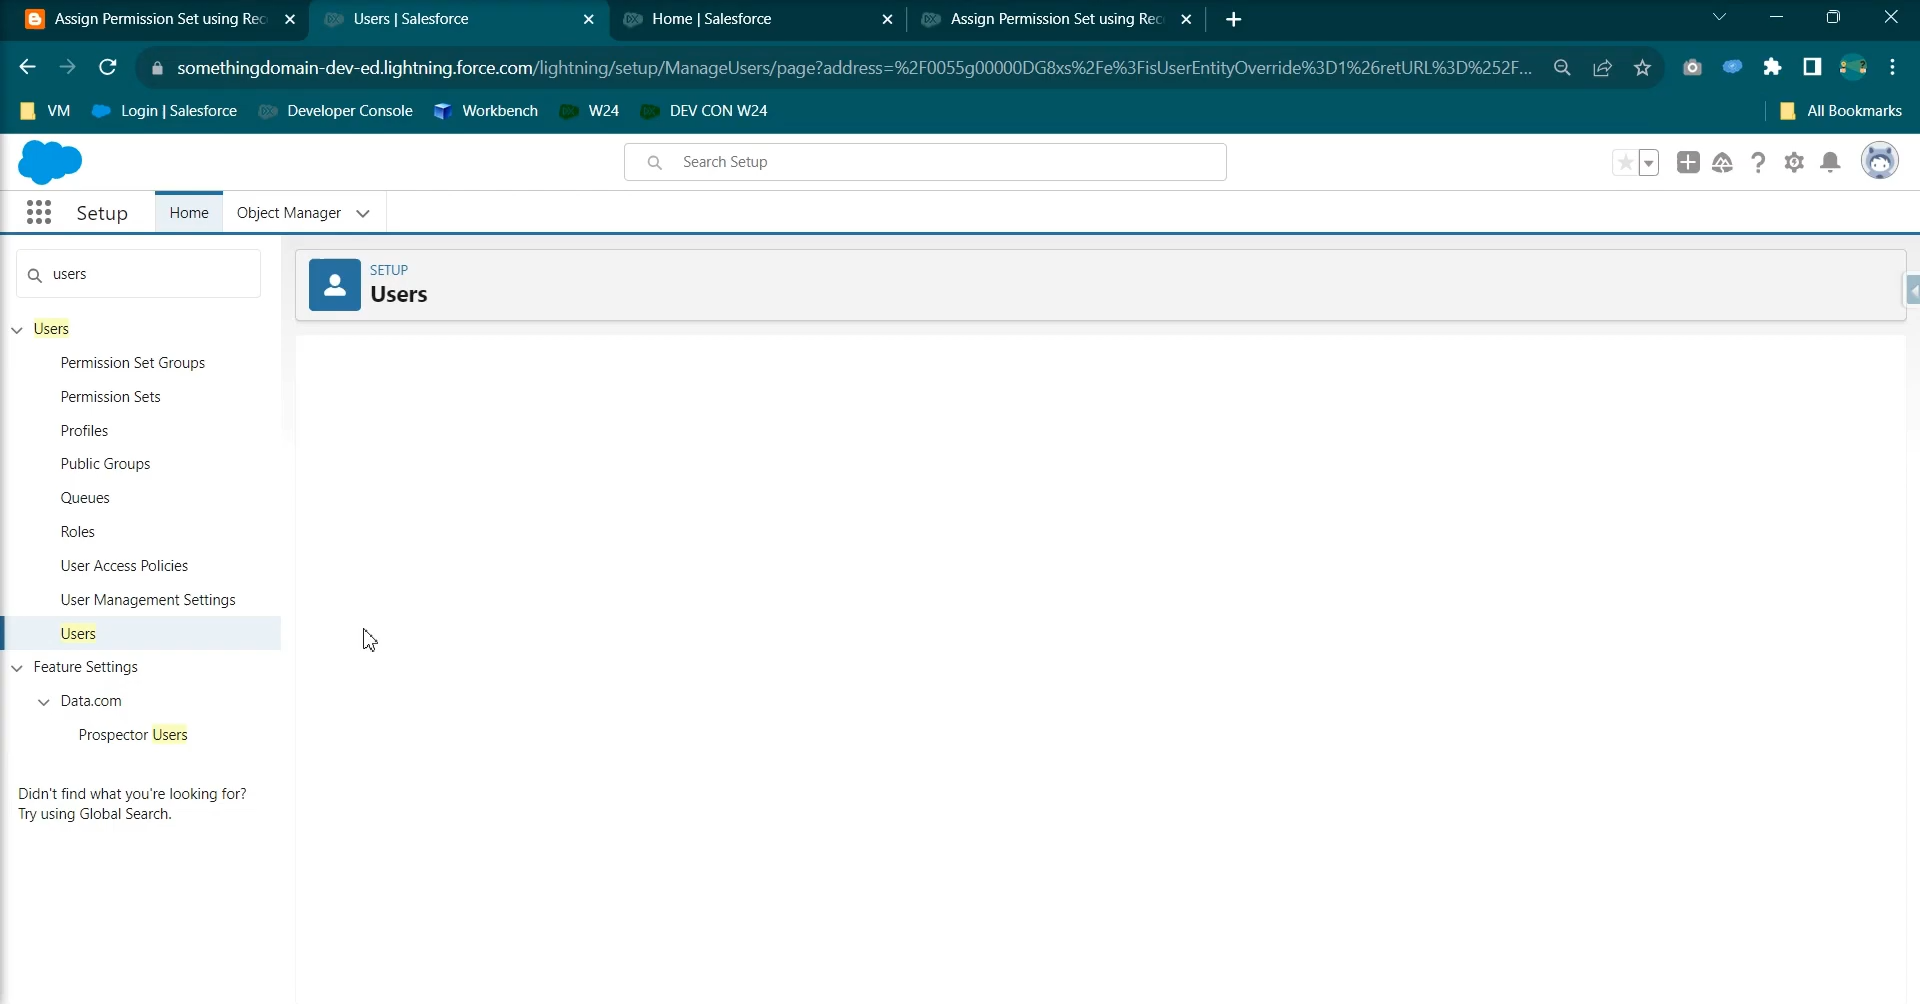 Assign Permission Set using Rec
Users | Salesforce
Home | Salesforce
Assign Permission Set using Rec
somethingdomain-dev-ed.lightning.force.com/lightning/setup/ManageUsers/page?address=%2F0055g00000DG8xs%2Fe%3FisUserEntityOverride%3D1%26retURL%3D%252F...
VM
Login | Salesforce
Developer Console
Workbench
W24
DEV CON W24
All Bookmarks
Search Setup
Setup
Home
Object Manager
users
SETUP
Users
Users
Permission Set Groups
Permission Sets
Profiles
Public Groups
Queues
Roles
User Access Policies
User Management Settings
Users
Feature Settings
Data.com
Prospector Users
Didn't find what you're looking for?
Try using Global Search.